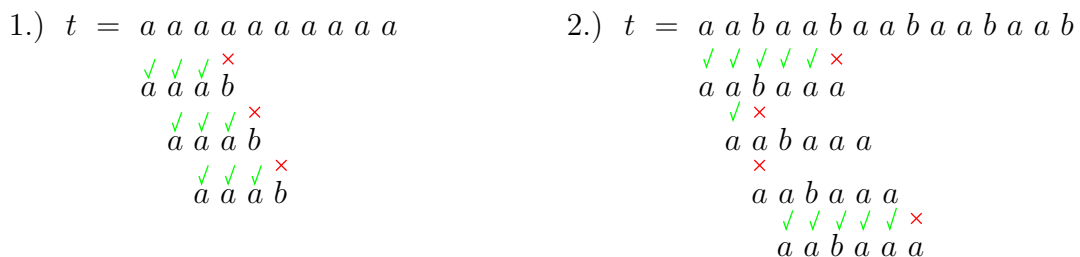 1.) t = a a a a a a a a a a
✓ ✓ ✓ ×
a a a b
✓ ✓ ✓ ×
a a a b
✓ ✓ ✓ ×
a a a b
2.) t = a a b a a b a a b a a b a a b
✓ ✓ ✓ ✓ ✓ ×
a a b a a a
✓ ×
a a b a a a
×
a a b a a a
✓ ✓ ✓ ✓ ✓ ×
a a b a a a